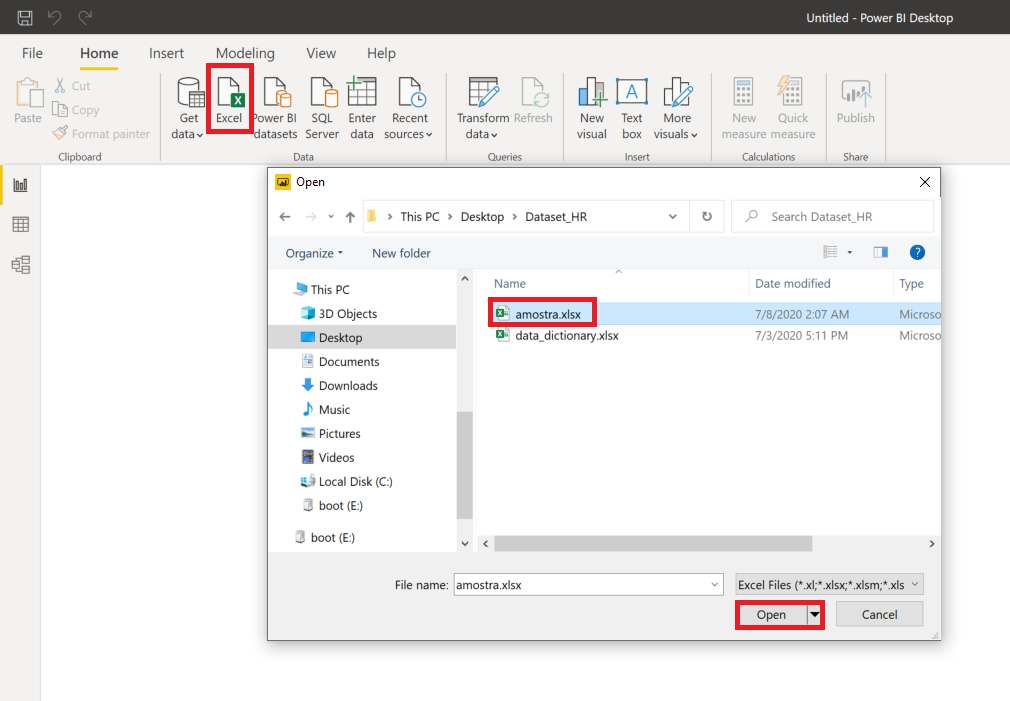 Untitled - Power BI Desktop
File Home Insert Modeling View Help
Paste
Cut
Copy
Format painter
Clipboard
Get data
Excel
Power BI datasets
SQL Server
Enter data
Recent sources
Data
Transform data
Refresh
Queries
New visual
Text box
More visuals
Insert
New measure
Quick measure
Calculations
Publish
Share
Open
This PC > Desktop > Dataset_HR
Search Dataset_HR
Organize New folder
Name Date modified Type
This PC
3D Objects
Desktop
Documents
Downloads
Music
Pictures
Videos
Local Disk (C:)
boot (E:)
boot (E:)
amostra.xlsx 7/8/2020 2:07 AM Microso
data_dictionary.xlsx 7/3/2020 5:11 PM Microso
File name: amostra.xlsx Excel Files (*.xl;*.xlsx;*.xlsm;*.xls
Open Cancel